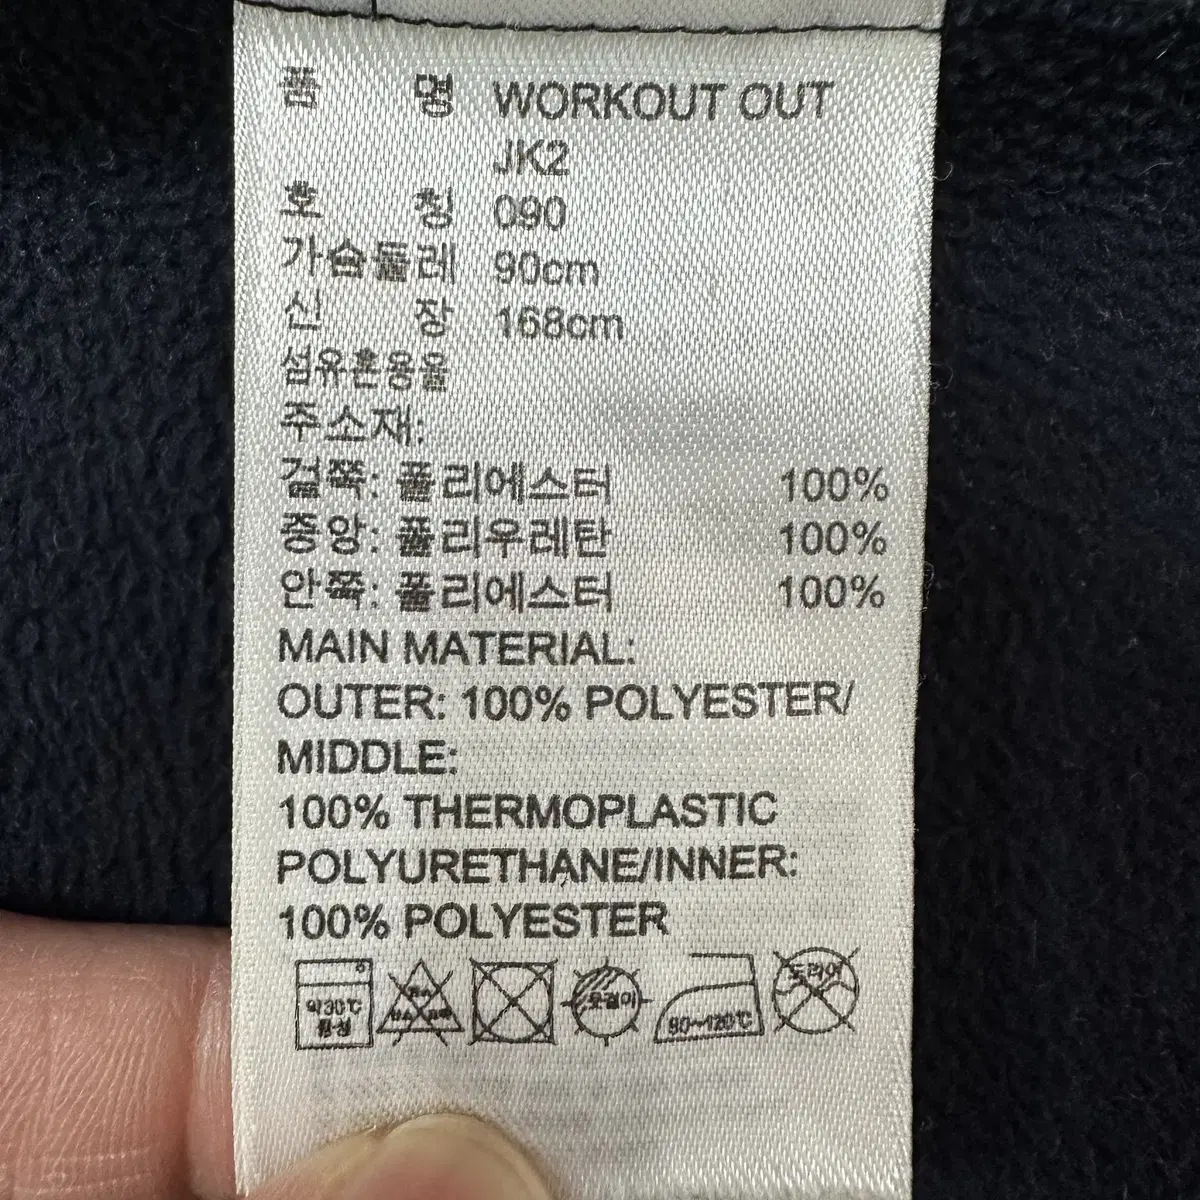 품 명 WORKOUT OUT
JK2
호 칭 090
가슴둘레 90cm
신 장 168cm
섬유혼용율
주소재:
겉쪽: 폴리에스터 100%
중앙: 폴리우레탄 100%
안쪽: 폴리에스터 100%
MAIN MATERIAL:
OUTER: 100% POLYESTER/
MIDDLE:
100% THERMOPLASTIC
POLYURETHANE/INNER:
100% POLYESTER
약30℃ 옷걸이 80~120℃ 드라이
중성